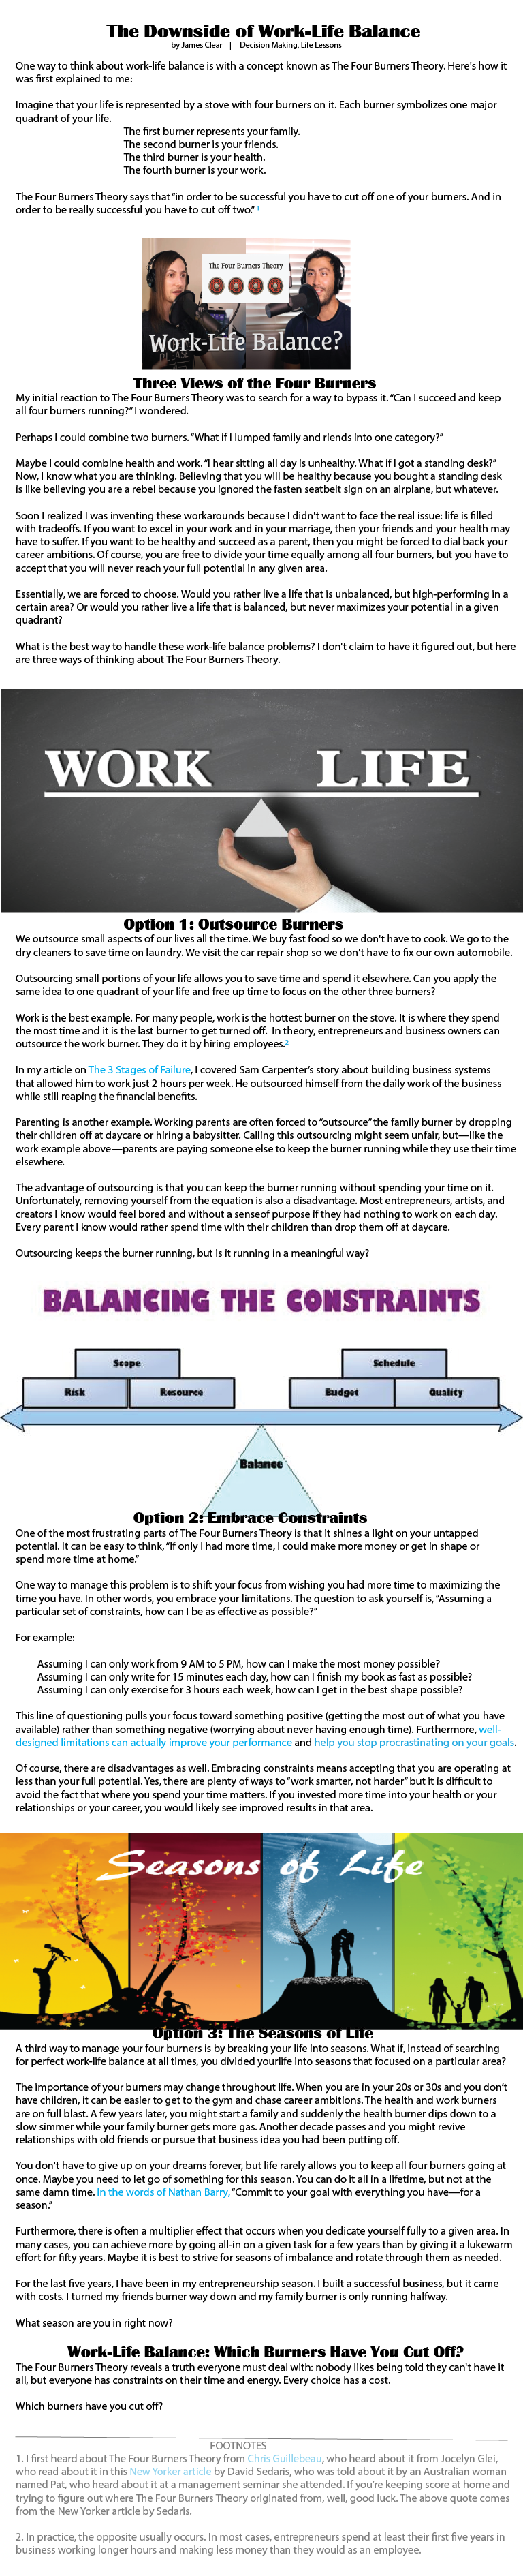 The Downside of Work-Life Balance
by James Clear | Decision Making, Life Lessons
One way to think about work-life balance is with a concept known as The Four Burners Theory. Here's how it
was first explained to me:
Imagine that your life is represented by a stove with four burners on it. Each burner symbolizes one major
quadrant of your life.
The first burner represents your family.
The second burner is your friends.
The third burner is your health.
The fourth burner is your work.
The Four Burners Theory says that “in order to be successful you have to cut off one of your burners. And in
order to be really successful you have to cut off two.” 1
The Four Burners Theory
Work-Life Balance?
PLEASE
Three Views of the Four Burners
My initial reaction to The Four Burners Theory was to search for a way to bypass it. “Can I succeed and keep
all four burners running?” I wondered.
Perhaps I could combine two burners. “What if I lumped family and riends into one category?”
Maybe I could combine health and work. “I hear sitting all day is unhealthy. What if I got a standing desk?”
Now, I know what you are thinking. Believing that you will be healthy because you bought a standing desk
is like believing you are a rebel because you ignored the fasten seatbelt sign on an airplane, but whatever.
Soon I realized I was inventing these workarounds because I didn't want to face the real issue: life is filled
with tradeoffs. If you want to excel in your work and in your marriage, then your friends and your health may
have to suffer. If you want to be healthy and succeed as a parent, then you might be forced to dial back your
career ambitions. Of course, you are free to divide your time equally among all four burners, but you have to
accept that you will never reach your full potential in any given area.
Essentially, we are forced to choose. Would you rather live a life that is unbalanced, but high-performing in a
certain area? Or would you rather live a life that is balanced, but never maximizes your potential in a given
quadrant?
What is the best way to handle these work-life balance problems? I don't claim to have it figured out, but here
are three ways of thinking about The Four Burners Theory.
WORK LIFE
Option 1: Outsource Burners
We outsource small aspects of our lives all the time. We buy fast food so we don't have to cook. We go to the
dry cleaners to save time on laundry. We visit the car repair shop so we don't have to fix our own automobile.
Outsourcing small portions of your life allows you to save time and spend it elsewhere. Can you apply the
same idea to one quadrant of your life and free up time to focus on the other three burners?
Work is the best example. For many people, work is the hottest burner on the stove. It is where they spend
the most time and it is the last burner to get turned off. In theory, entrepreneurs and business owners can
outsource the work burner. They do it by hiring employees.2
In my article on The 3 Stages of Failure, I covered Sam Carpenter's story about building business systems
that allowed him to work just 2 hours per week. He outsourced himself from the daily work of the business
while still reaping the financial benefits.
Parenting is another example. Working parents are often forced to “outsource” the family burner by dropping
their children off at daycare or hiring a babysitter. Calling this outsourcing might seem unfair, but—like the
work example above—parents are paying someone else to keep the burner running while they use their time
elsewhere.
The advantage of outsourcing is that you can keep the burner running without spending your time on it.
Unfortunately, removing yourself from the equation is also a disadvantage. Most entrepreneurs, artists, and
creators I know would feel bored and without a senseof purpose if they had nothing to work on each day.
Every parent I know would rather spend time with their children than drop them off at daycare.
Outsourcing keeps the burner running, but is it running in a meaningful way?
BALANCING THE CONSTRAINTS
Scope Schedule
Risk Resource Budget Quality
Balance
Option 2: Embrace Constraints
One of the most frustrating parts of The Four Burners Theory is that it shines a light on your untapped
potential. It can be easy to think, “If only I had more time, I could make more money or get in shape or
spend more time at home.”
One way to manage this problem is to shift your focus from wishing you had more time to maximizing the
time you have. In other words, you embrace your limitations. The question to ask yourself is, “Assuming a
particular set of constraints, how can I be as effective as possible?”
For example:
Assuming I can only work from 9 AM to 5 PM, how can I make the most money possible?
Assuming I can only write for 15 minutes each day, how can I finish my book as fast as possible?
Assuming I can only exercise for 3 hours each week, how can I get in the best shape possible?
This line of questioning pulls your focus toward something positive (getting the most out of what you have
available) rather than something negative (worrying about never having enough time). Furthermore, well-
designed limitations can actually improve your performance and help you stop procrastinating on your goals.
Of course, there are disadvantages as well. Embracing constraints means accepting that you are operating at
less than your full potential. Yes, there are plenty of ways to “work smarter, not harder” but it is difficult to
avoid the fact that where you spend your time matters. If you invested more time into your health or your
relationships or your career, you would likely see improved results in that area.
Seasons of Life
Option 3: The Seasons of Life
A third way to manage your four burners is by breaking your life into seasons. What if, instead of searching
for perfect work-life balance at all times, you divided yourlife into seasons that focused on a particular area?
The importance of your burners may change throughout life. When you are in your 20s or 30s and you don't
have children, it can be easier to get to the gym and chase career ambitions. The health and work burners
are on full blast. A few years later, you might start a family and suddenly the health burner dips down to a
slow simmer while your family burner gets more gas. Another decade passes and you might revive
relationships with old friends or pursue that business idea you had been putting off.
You don't have to give up on your dreams forever, but life rarely allows you to keep all four burners going at
once. Maybe you need to let go of something for this season. You can do it all in a lifetime, but not at the
same damn time. In the words of Nathan Barry, “Commit to your goal with everything you have—for a
season.”
Furthermore, there is often a multiplier effect that occurs when you dedicate yourself fully to a given area. In
many cases, you can achieve more by going all-in on a given task for a few years than by giving it a lukewarm
effort for fifty years. Maybe it is best to strive for seasons of imbalance and rotate through them as needed.
For the last five years, I have been in my entrepreneurship season. I built a successful business, but it came
with costs. I turned my friends burner way down and my family burner is only running halfway.
What season are you in right now?
Work-Life Balance: Which Burners Have You Cut Off?
The Four Burners Theory reveals a truth everyone must deal with: nobody likes being told they can't have it
all, but everyone has constraints on their time and energy. Every choice has a cost.
Which burners have you cut off?
FOOTNOTES
1. I first heard about The Four Burners Theory from Chris Guillebeau, who heard about it from Jocelyn Glei,
who read about it in this New Yorker article by David Sedaris, who was told about it by an Australian woman
named Pat, who heard about it at a management seminar she attended. If you're keeping score at home and
trying to figure out where The Four Burners Theory originated from, well, good luck. The above quote comes
from the New Yorker article by Sedaris.
2. In practice, the opposite usually occurs. In most cases, entrepreneurs spend at least their first five years in
business working longer hours and making less money than they would as an employee.